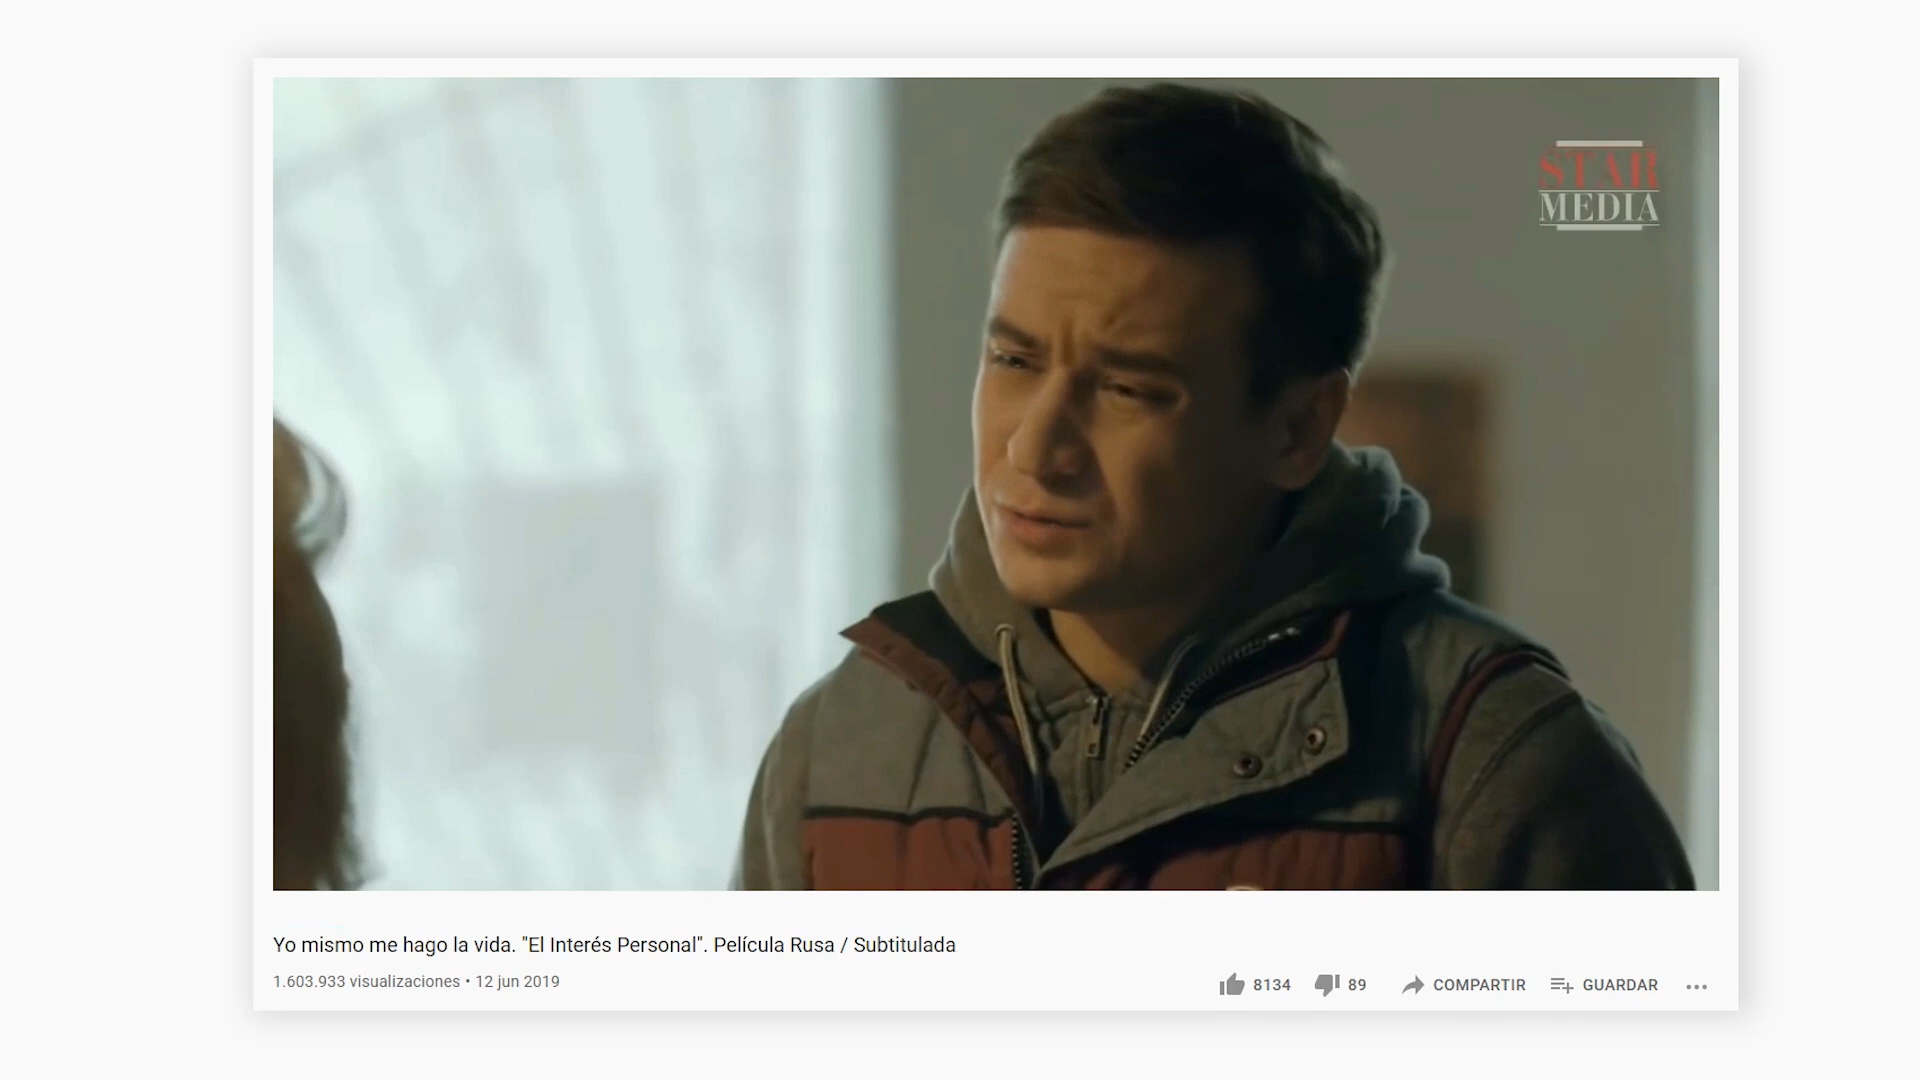 STAR
MEDIA
Yo mismo me hago la vida. "El Interés Personal". Película Rusa / Subtitulada
1.603.933 visualizaciones • 12 jun 2019
8134 89 COMPARTIR GUARDAR